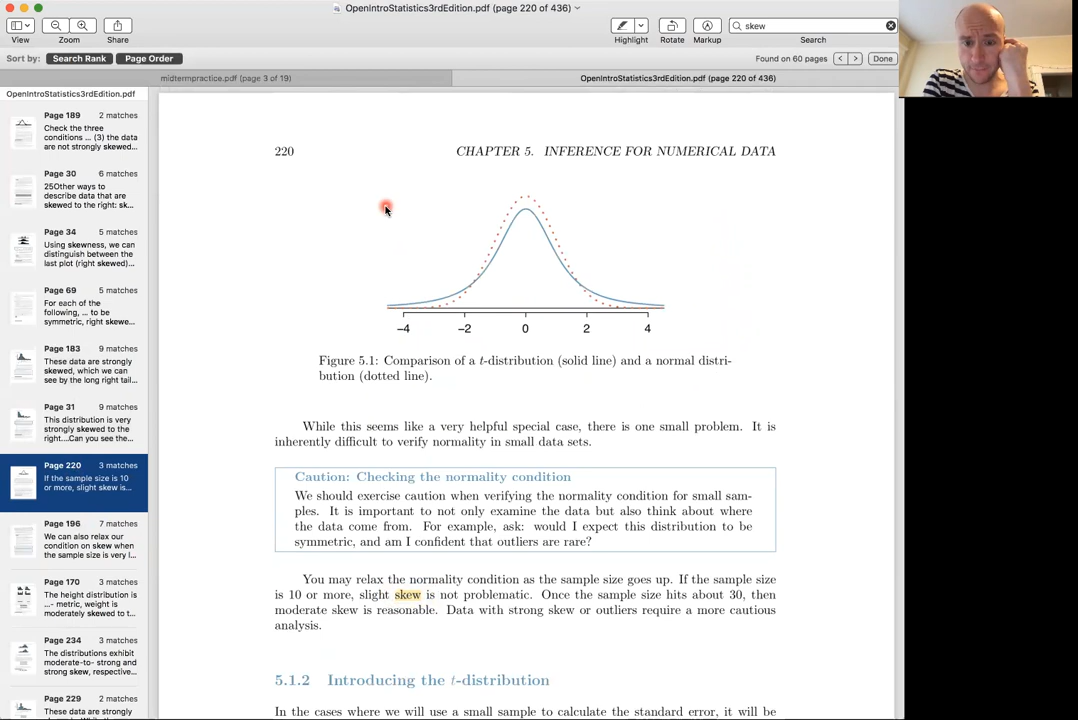 OpenIntroStatistics3rdEdition.pdf (page 220 of 436)
View
Zoom
Share
Highlight
Rotate
Markup
skew
Search
Sort by:
Search Rank
Page Order
Found on 60 pages
Done
midtermpractice.pdf (page 3 of 19)
OpenIntroStatistics3rdEdition.pdf (page 220 of 436)
OpenIntroStatistics3rdEdition.pdf
Page 189 2 matches
Check the three
conditions ... (3) the data
are not strongly skewed...
Page 30 6 matches
25Other ways to
describe data that are
skewed to the right: sk...
Page 34 5 matches
Using skewness, we can
distinguish between the
last plot (right skewed)...
Page 69 5 matches
For each of the
following, ... to be
symmetric, right skewe...
Page 183 9 matches
These data are strongly
skewed, which we can
see by the long right tail...
Page 31 9 matches
This distribution is very
strongly skewed to the
right....Can you see the...
Page 220 3 matches
If the sample size is 10
or more, slight skew is...
Page 196 7 matches
We can also relax our
condition on skew when
the sample size is very l...
Page 170 3 matches
The height distribution is
...- metric, weight is
moderately skewed to t...
Page 234 3 matches
The distributions exhibit
moderate-to- strong and
strong skew, respective...
Page 229 2 matches
These data are strongly
220 CHAPTER 5. INFERENCE FOR NUMERICAL DATA
−4 −2 0 2 4
Figure 5.1: Comparison of a t-distribution (solid line) and a normal distri-
bution (dotted line).
While this seems like a very helpful special case, there is one small problem. It is
inherently difficult to verify normality in small data sets.
Caution: Checking the normality condition
We should exercise caution when verifying the normality condition for small sam-
ples. It is important to not only examine the data but also think about where
the data come from. For example, ask: would I expect this distribution to be
symmetric, and am I confident that outliers are rare?
You may relax the normality condition as the sample size goes up. If the sample size
is 10 or more, slight skew is not problematic. Once the sample size hits about 30, then
moderate skew is reasonable. Data with strong skew or outliers require a more cautious
analysis.
5.1.2 Introducing the t-distribution
In the cases where we will use a small sample to calculate the standard error, it will be